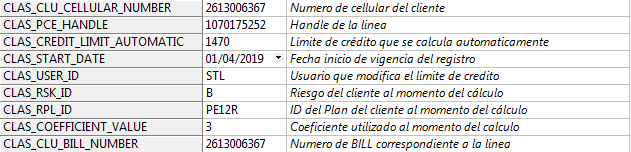 CLAS_CLU_CELLULAR_NUMBER 2613006367 Numero de cellular del cliente
CLAS_PCE_HANDLE 1070175252 Handle de la linea
CLAS_CREDIT_LIMIT_AUTOMATIC 1470 Límite de crédito que se calcula automaticamente
CLAS_START_DATE 01/04/2019 Fecha inicio de vigencia del registro
CLAS_USER_ID STL Usuario que modifica el limite de credito
CLAS_RSK_ID B Riesgo del cliente al momento del cálculo
CLAS_RPL_ID PE12R ID del Plan del cliente al momento del cálculo
CLAS_COEFFICIENT_VALUE 3 Coeficiente utilizado al momento del calculo
CLAS_CLU_BILL_NUMBER 2613006367 Numero de BILL correspondiente a la linea